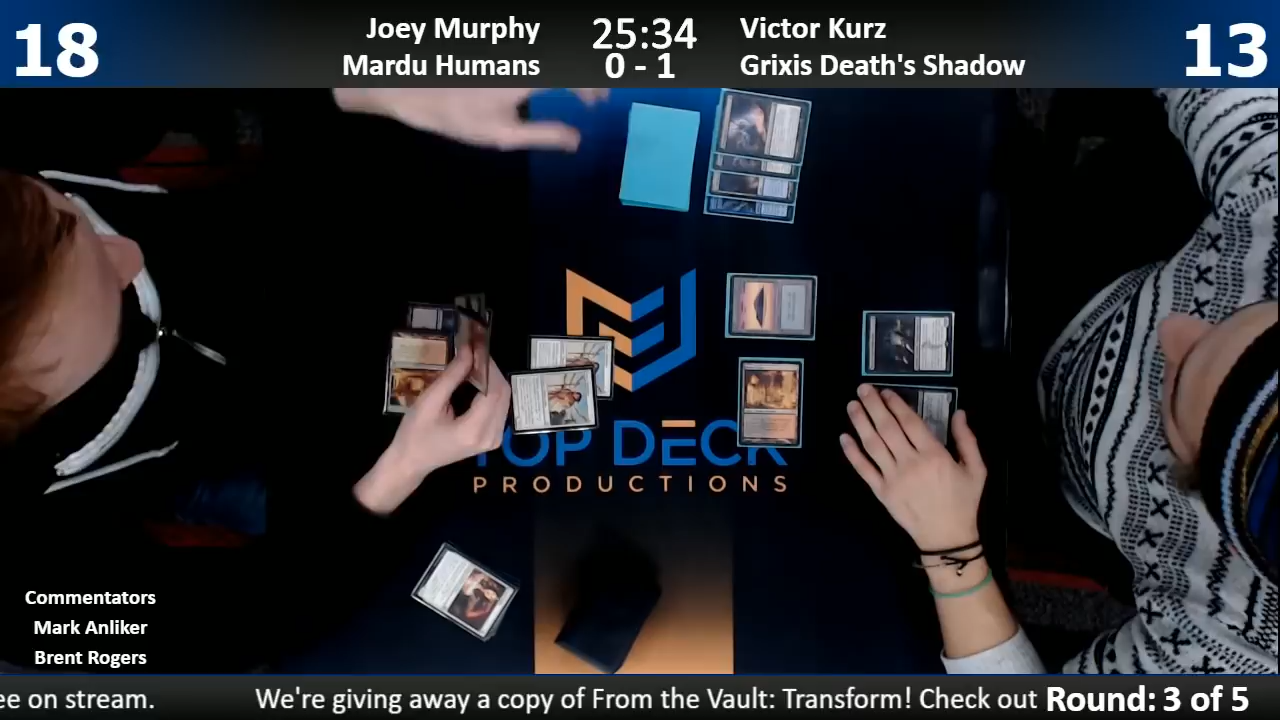 18
Joey Murphy
Mardu Humans
25:34
0 - 1
Victor Kurz
Grixis Death's Shadow
13
TOP DECK
PRODUCTIONS
Commentators
Mark Anliker
Brent Rogers
ee on stream. We're giving away a copy of From the Vault: Transform! Check out
Round: 3 of 5